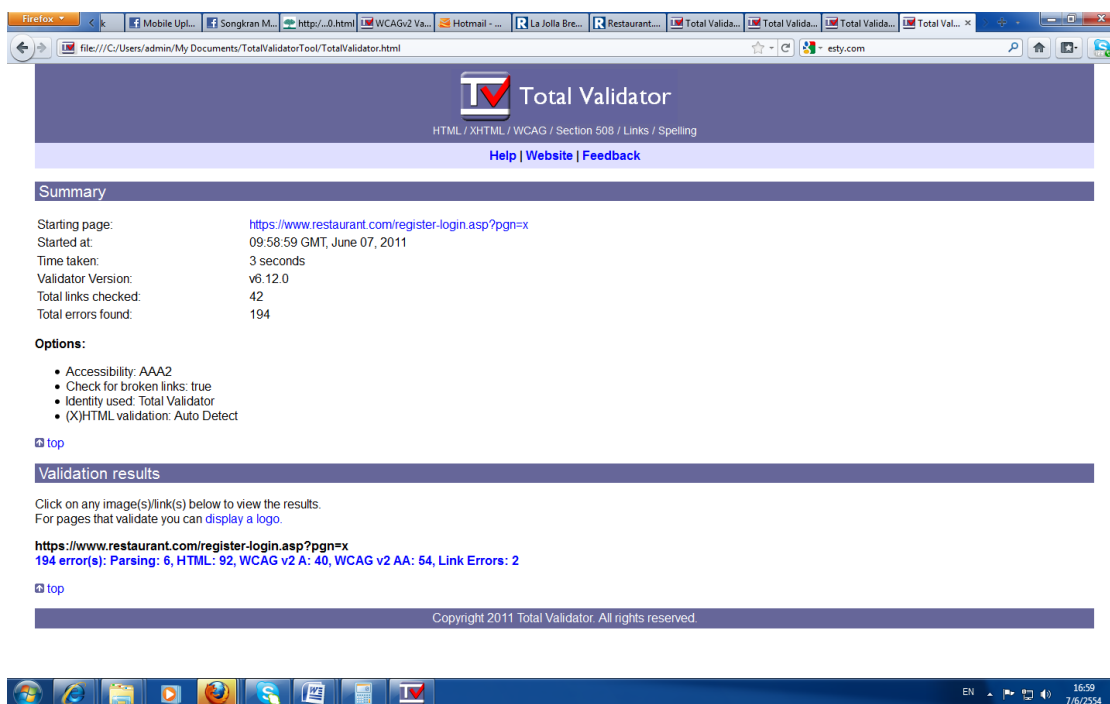 Firefox
k
Mobile Upl...
Songkran M...
http:/...0.html
WCAGv2 Va...
Hotmail - ...
La Jolla Bre...
Restaurant....
Total Valida...
Total Valida...
Total Valida...
Total Val...
file:///C:/Users/admin/My Documents/TotalValidatorTool/TotalValidator.html
esty.com
TV Total Validator
HTML / XHTML / WCAG / Section 508 / Links / Spelling
Help | Website | Feedback
Summary
Starting page: https://www.restaurant.com/register-login.asp?pgn=x
Started at: 09:58:59 GMT, June 07, 2011
Time taken: 3 seconds
Validator Version: v6.12.0
Total links checked: 42
Total errors found: 194
Options:
Accessibility: AAA2
Check for broken links: true
Identity used: Total Validator
(X)HTML validation: Auto Detect
top
Validation results
Click on any image(s)/link(s) below to view the results.
For pages that validate you can display a logo.
https://www.restaurant.com/register-login.asp?pgn=x
194 error(s): Parsing: 6, HTML: 92, WCAG v2 A: 40, WCAG v2 AA: 54, Link Errors: 2
top
Copyright 2011 Total Validator. All rights reserved.
EN
16:59
7/6/2554